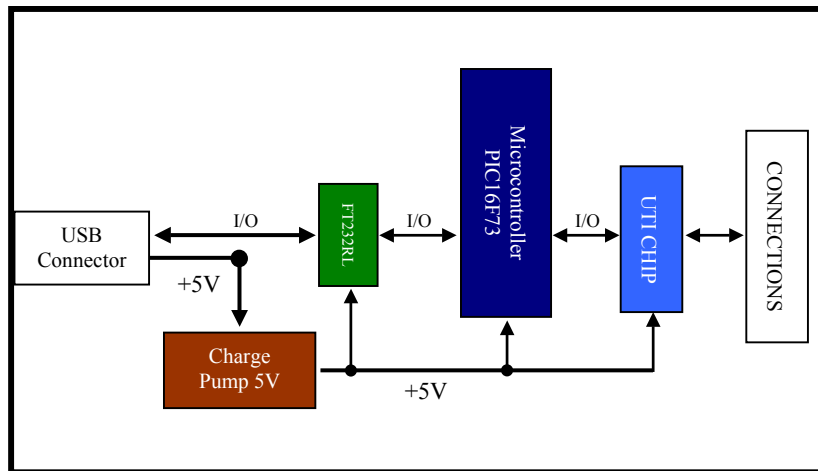 USB
Connector
I/O
+5V
Charge
Pump 5V
FT232RL
I/O
Microcontroller
PIC16F73
I/O
UTI CHIP
CONNECTIONS
+5V